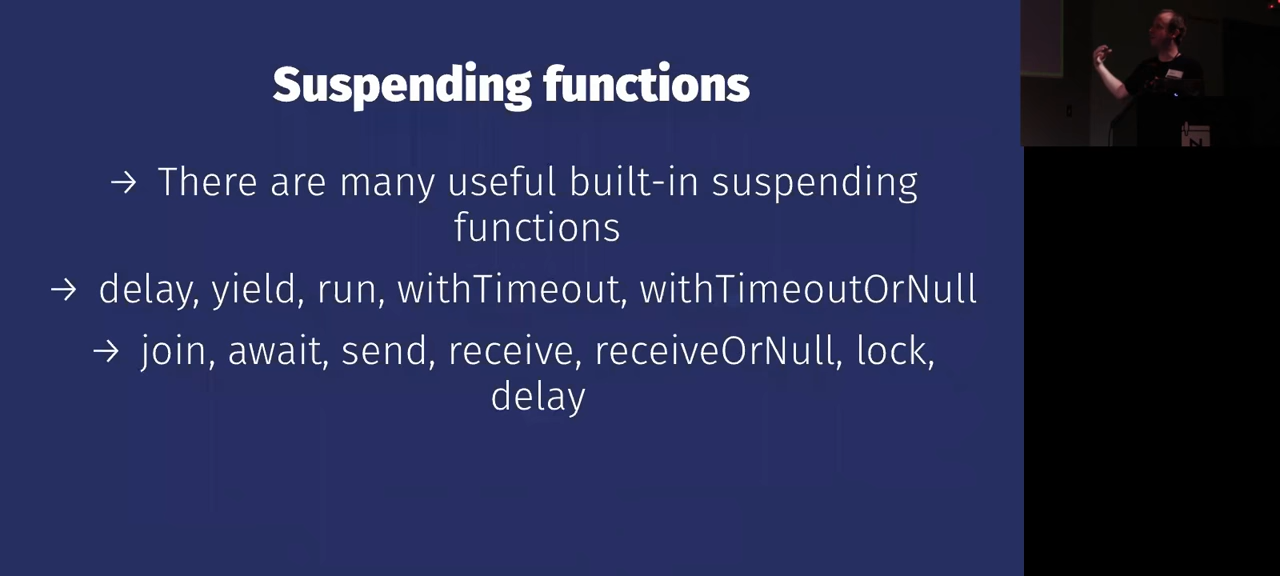 Suspending functions
→ There are many useful built-in suspending
functions
→ delay, yield, run, withTimeout, withTimeoutOrNull
→ join, await, send, receive, receiveOrNull, lock,
delay
N